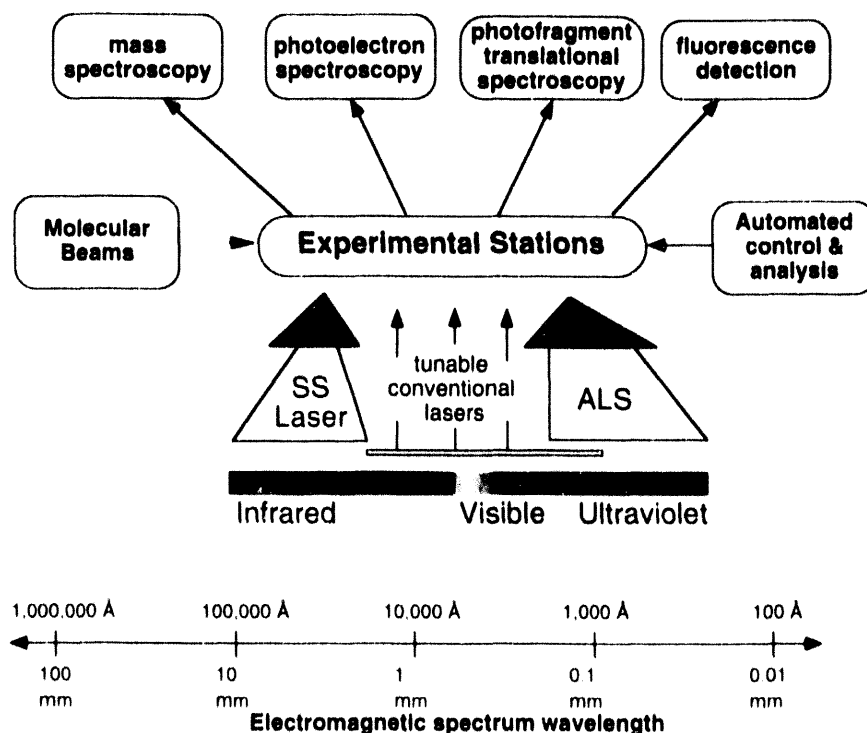 mass
spectroscopy
photoelectron
spectroscopy
photofragment
translational
spectroscopy
fluorescence
detection
Molecular
Beams
Experimental Stations
Automated
control &
analysis
SS
Laser
tunable
conventional
lasers
ALS
Infrared Visible Ultraviolet
1,000,000 Å 100,000 Å 10,000 Å 1,000 Å 100 Å
100 10 1 0.1 0.01
mm mm mm mm mm
Electromagnetic spectrum wavelength